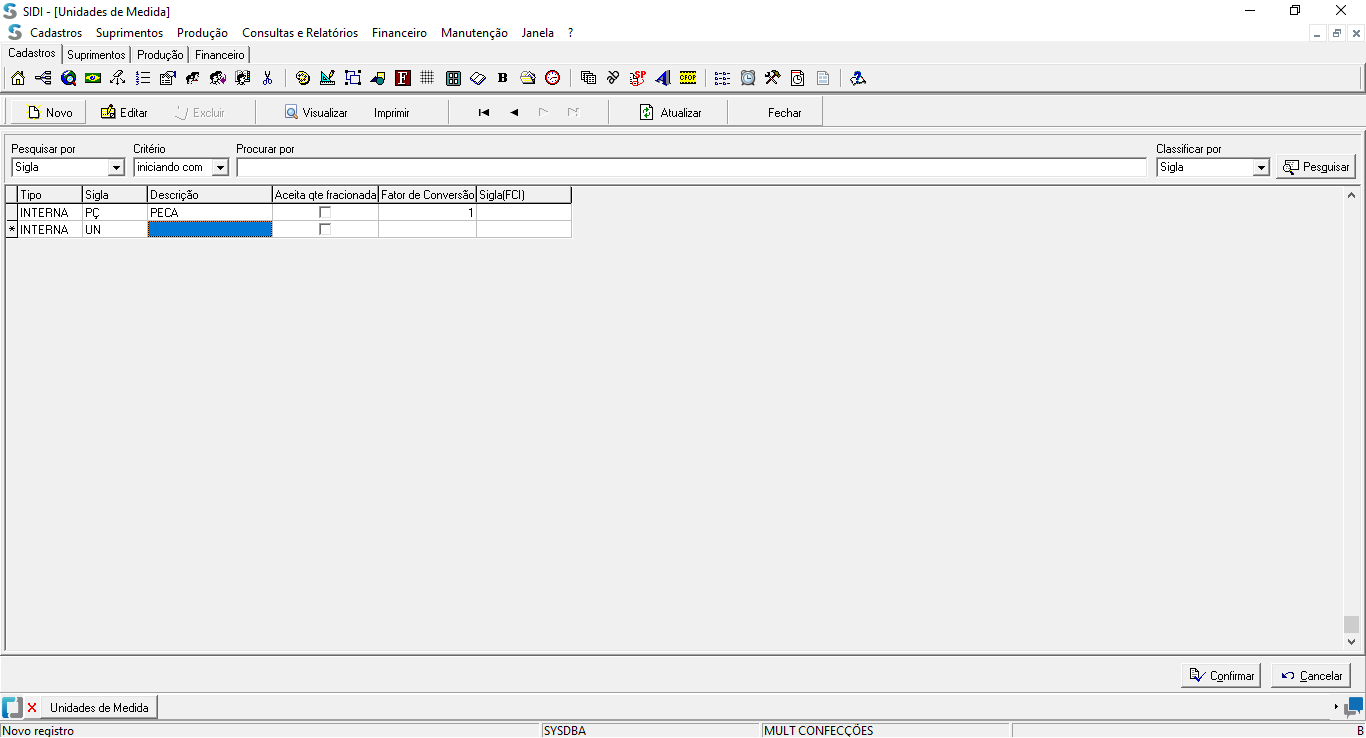 SIDI - [Unidades de Medida]
Cadastros Suprimentos Produção Consultas e Relatórios Financeiro Manutenção Janela ?
Cadastros Suprimentos Produção Financeiro
F B SP CFOP
Novo Editar Excluir Visualizar Imprimir Atualizar Fechar
Pesquisar por Critério Procurar por Classificar por
Sigla iniciando com Sigla Pesquisar
Tipo Sigla Descrição Aceita qte fracionada Fator de Conversão Sigla(FCI)
INTERNA PÇ PECA 1
* INTERNA UN
Confirmar Cancelar
Unidades de Medida
Novo registro SYSDBA MULT CONFECÇÕES B